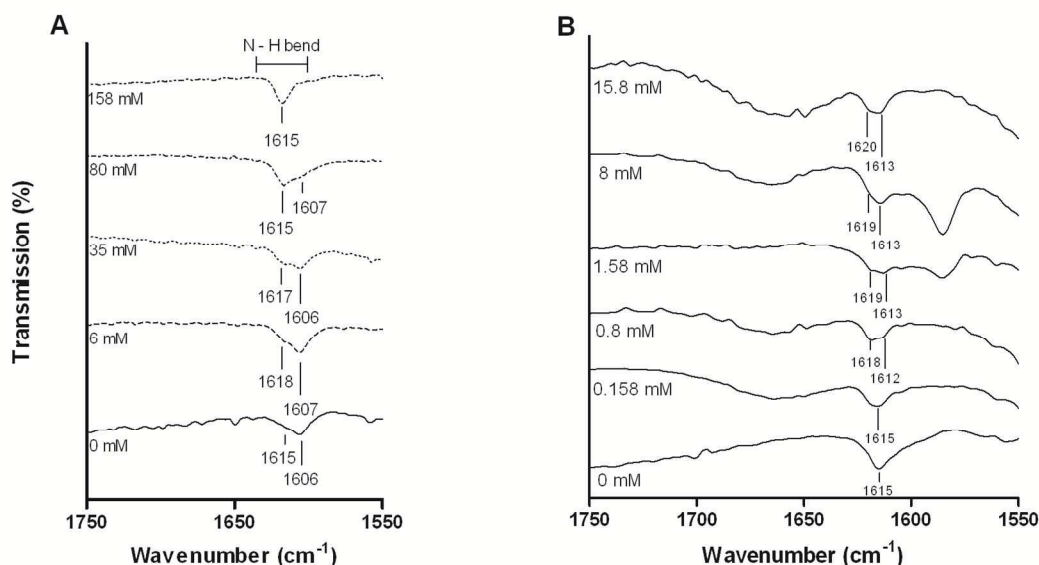 A
N - H bend
158 mM
1615
80 mM
1607
1615
35 mM
1617
1606
6 mM
1618
1607
0 mM
1615
1606
1750
1650
1550
Wavenumber (cm-1)
Transmission (%)
B
15.8 mM
1620
1613
8 mM
1619
1613
1.58 mM
1619
1613
0.8 mM
1618
1612
0.158 mM
1615
0 mM
1615
1750
1700
1650
1600
1550
Wavenumber (cm-1)